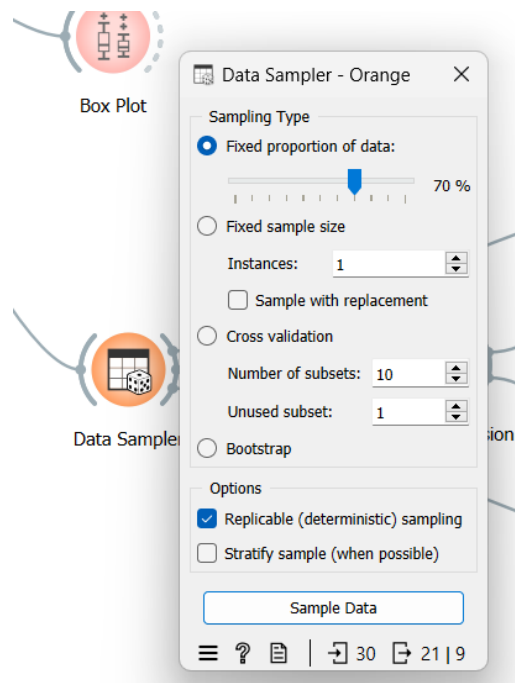 Box Plot
Data Sampler - Orange
Sampling Type
Fixed proportion of data:
70 %
Fixed sample size
Instances: 1
Sample with replacement
Cross validation
Number of subsets: 10
Unused subset: 1
Data Sampler
sion
Bootstrap
Options
Replicable (deterministic) sampling
Stratify sample (when possible)
Sample Data
30 21 | 9